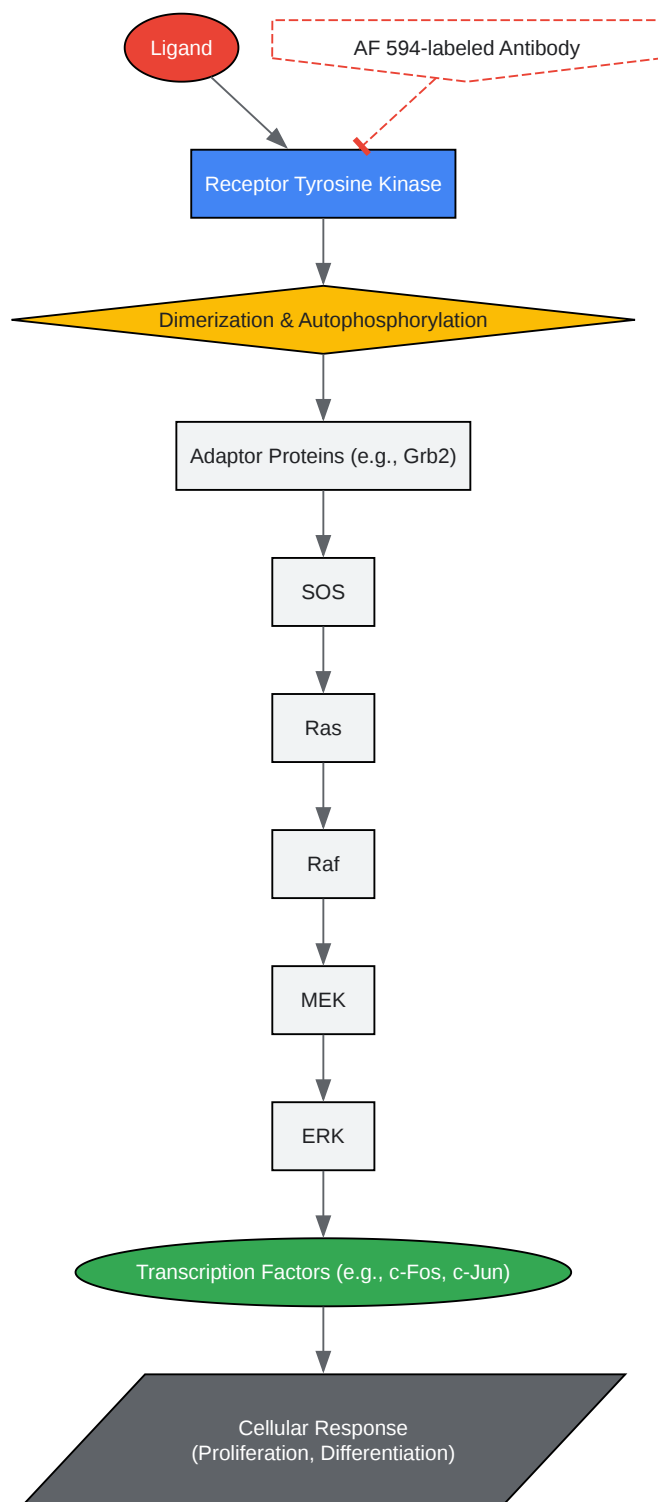 Ligand
AF 594-labeled Antibody
Receptor Tyrosine Kinase
Dimerization & Autophosphorylation
Adaptor Proteins (e.g., Grb2)
SOS
Ras
Raf
MEK
ERK
Transcription Factors (e.g., c-Fos, c-Jun)
Cellular Response
(Proliferation, Differentiation)